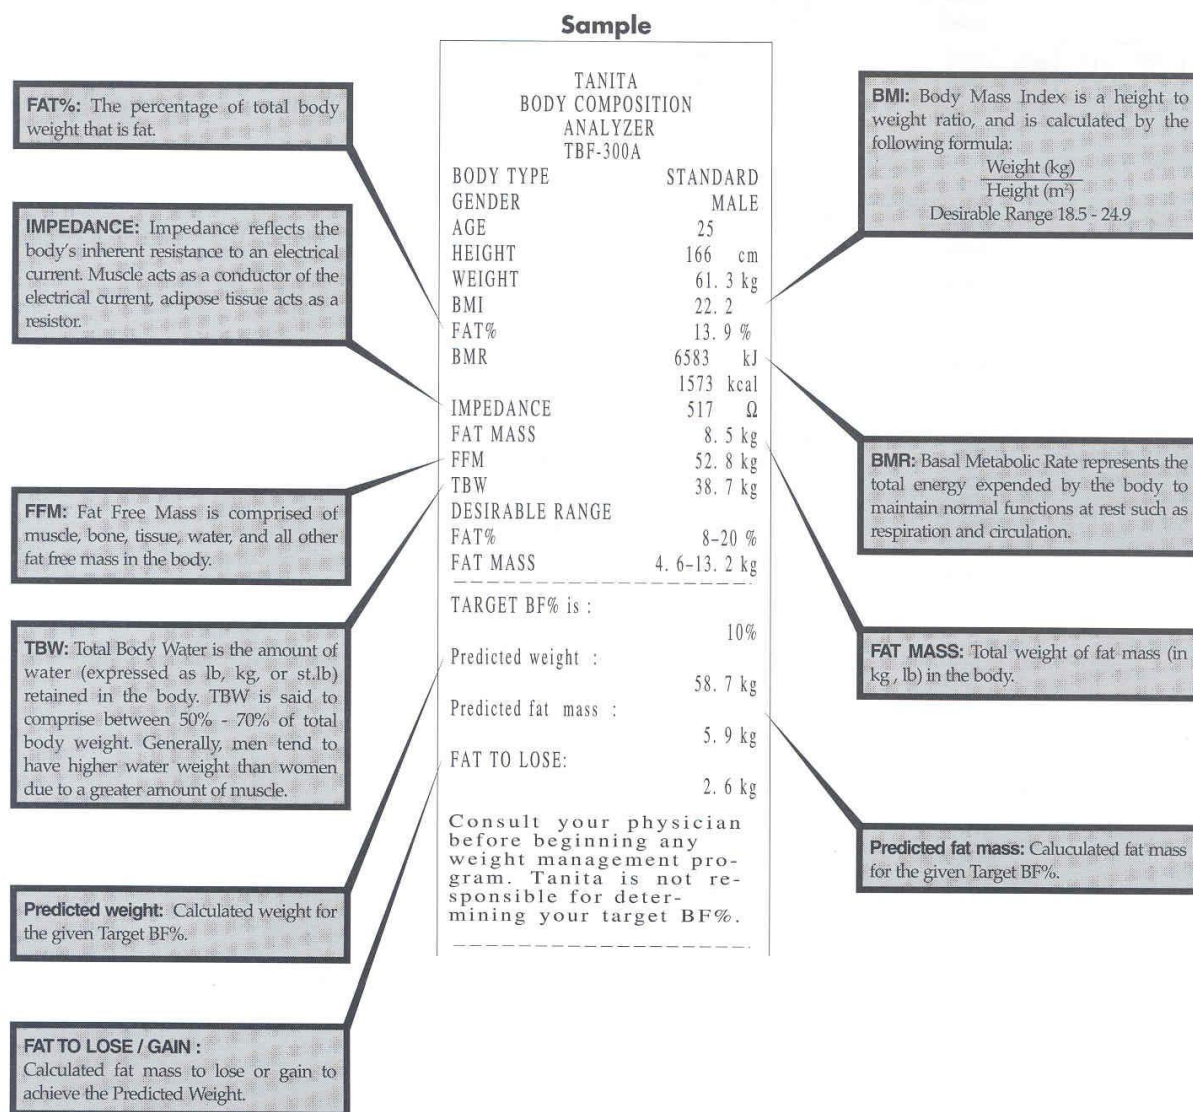 Sample
TANITA
BODY COMPOSITION
ANALYZER
TBF-300A
BODY TYPE STANDARD
GENDER MALE
AGE 25
HEIGHT 166 cm
WEIGHT 61. 3 kg
BMI 22. 2
FAT% 13. 9 %
BMR 6583 kJ
1573 kcal
IMPEDANCE 517 Ω
FAT MASS 8. 5 kg
FFM 52. 8 kg
TBW 38. 7 kg
DESIRABLE RANGE
FAT% 8–20 %
FAT MASS 4. 6–13. 2 kg
TARGET BF% is :
10%
Predicted weight :
58. 7 kg
Predicted fat mass :
5. 9 kg
FAT TO LOSE:
2. 6 kg
Consult your physician
before beginning any
weight management pro-
gram. Tanita is not re-
sponsible for deter-
mining your target BF%.
FAT%: The percentage of total body
weight that is fat.
IMPEDANCE: Impedance reflects the
body's inherent resistance to an electrical
current. Muscle acts as a conductor of the
electrical current, adipose tissue acts as a
resistor.
FFM: Fat Free Mass is comprised of
muscle, bone, tissue, water, and all other
fat free mass in the body.
TBW: Total Body Water is the amount of
water (expressed as lb, kg, or st.lb)
retained in the body. TBW is said to
comprise between 50% - 70% of total
body weight. Generally, men tend to
have higher water weight than women
due to a greater amount of muscle.
Predicted weight: Calculated weight for
the given Target BF%.
FAT TO LOSE / GAIN :
Calculated fat mass to lose or gain to
achieve the Predicted Weight.
BMI: Body Mass Index is a height to
weight ratio, and is calculated by the
following formula:
Weight (kg)
Height (m²)
Desirable Range 18.5 - 24.9
BMR: Basal Metabolic Rate represents the
total energy expended by the body to
maintain normal functions at rest such as
respiration and circulation.
FAT MASS: Total weight of fat mass (in
kg , lb) in the body.
Predicted fat mass: Caluculated fat mass
for the given Target BF%.